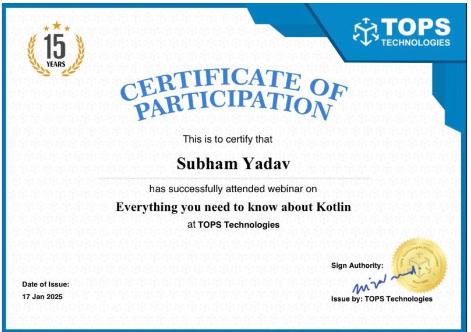 15
YEARS
TOPS
TECHNOLOGIES
CERTIFICATE OF
PARTICIPATION
This is to certify that
Subham Yadav
has successfully attended webinar on
Everything you need to know about Kotlin
at TOPS Technologies
Sign Authority:
Date of Issue:
17 Jan 2025
Issue by: TOPS Technologies